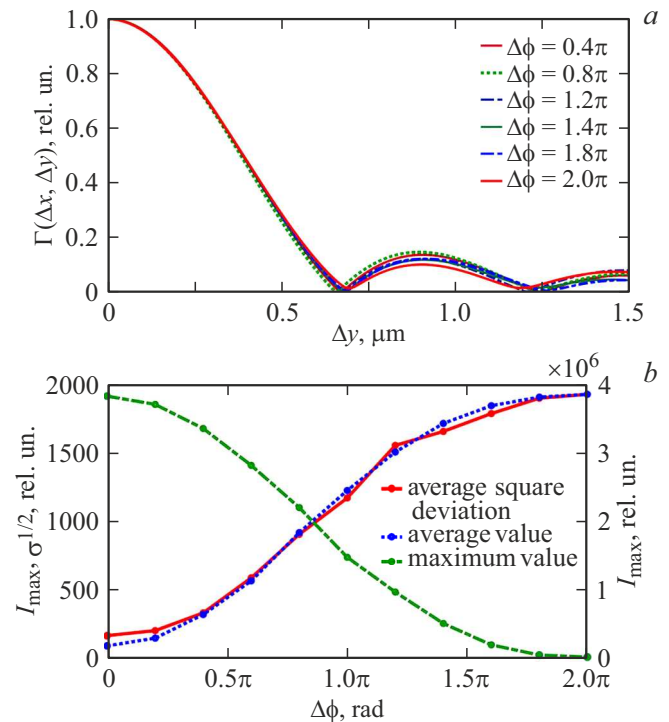 a
1.0
0.8
0.6
0.4
0.2
0
Γ(Δx, Δy), rel. un.
Δϕ = 0.4π
Δϕ = 0.8π
Δϕ = 1.2π
Δϕ = 1.4π
Δϕ = 1.8π
Δϕ = 2.0π
0 0.5 1.0 1.5
Δy, μm
b
×10⁶
2000
1500
1000
500
0
I_max, σ^1/2, rel. un.
4
3
2
1
0
I_max, rel. un.
average square
deviation
average value
maximum value
0 0.5π 1.0π 1.5π 2.0π
Δϕ, rad